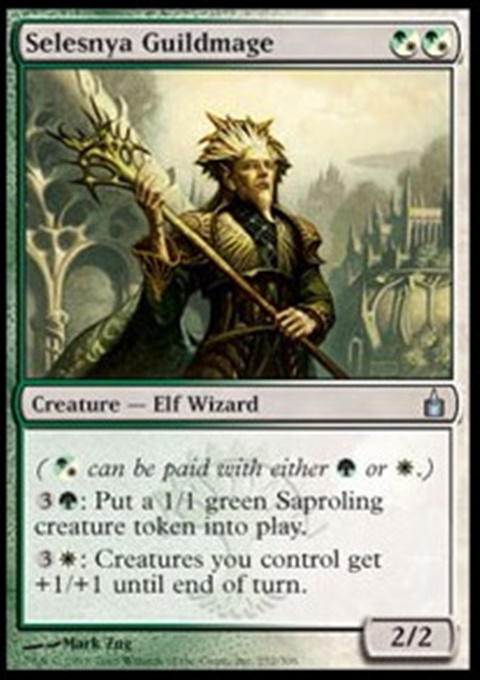 Selesnya Guildmage
Creature — Elf Wizard
( can be paid with either or .)
3 : Put a 1/1 green Saproling
creature token into play.
3 : Creatures you control get
+1/+1 until end of turn.
Mark Zug
2/2